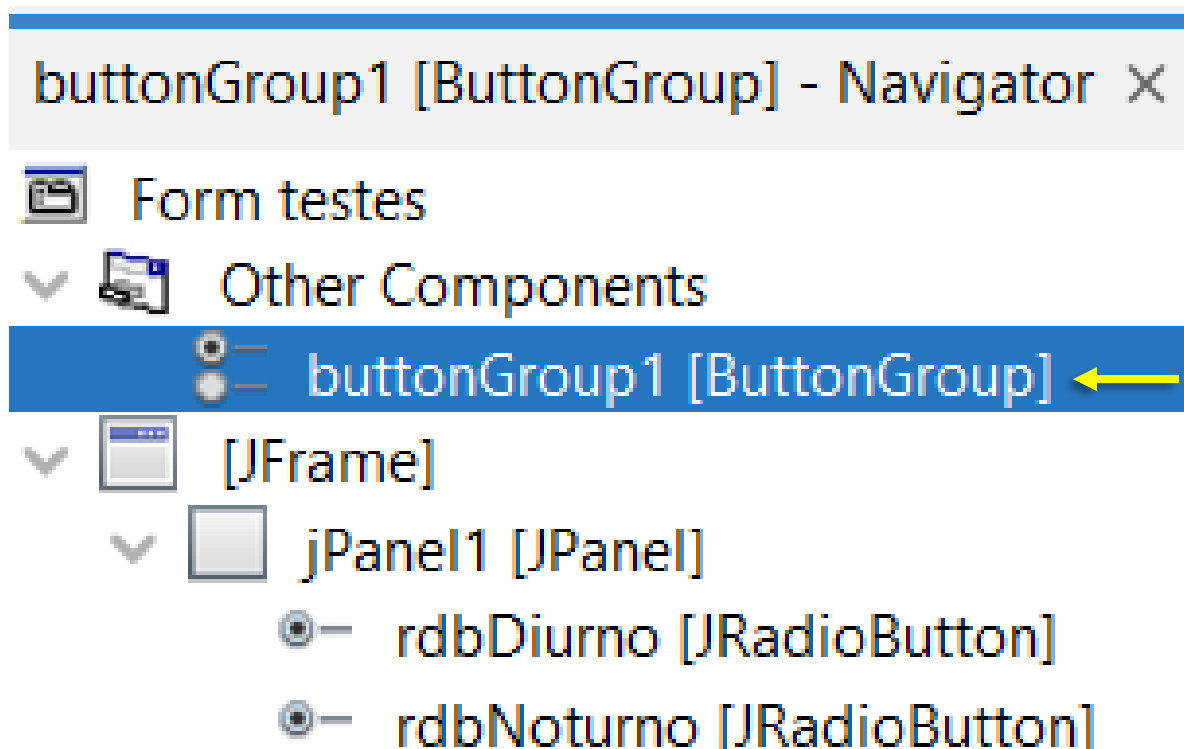 buttonGroup1 [ButtonGroup] - Navigator ×
Form testes
Other Components
buttonGroup1 [ButtonGroup]
[JFrame]
jPanel1 [JPanel]
rdbDiurno [JRadioButton]
rdbNoturno [JRadioButton]